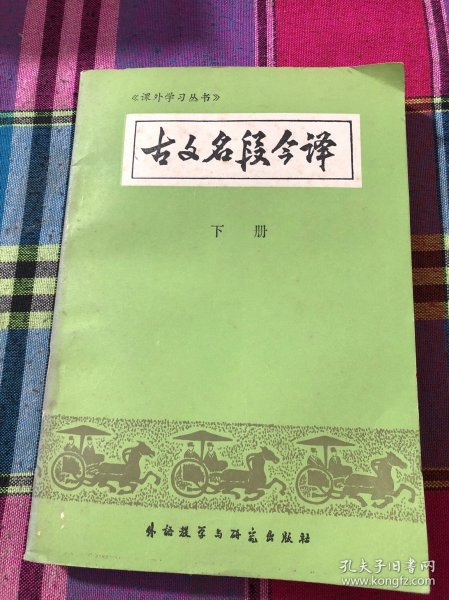 《课外学习丛书》
古文名段今译
下 册
外语教学与研究出版社
孔夫子旧书网
www.kongfz.com